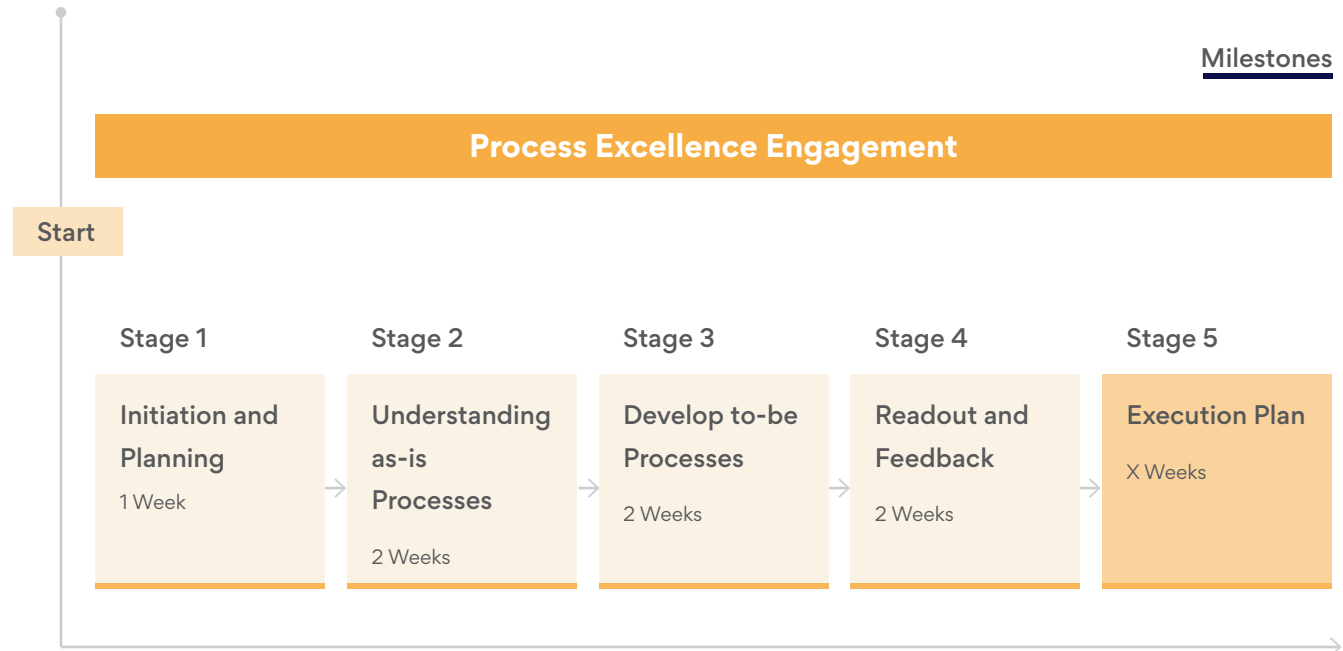 Milestones
Process Excellence Engagement
Start
Stage 1
Initiation and
Planning
1 Week
Stage 2
Understanding
as-is
Processes
2 Weeks
Stage 3
Develop to-be
Processes
2 Weeks
Stage 4
Readout and
Feedback
2 Weeks
Stage 5
Execution Plan
X Weeks